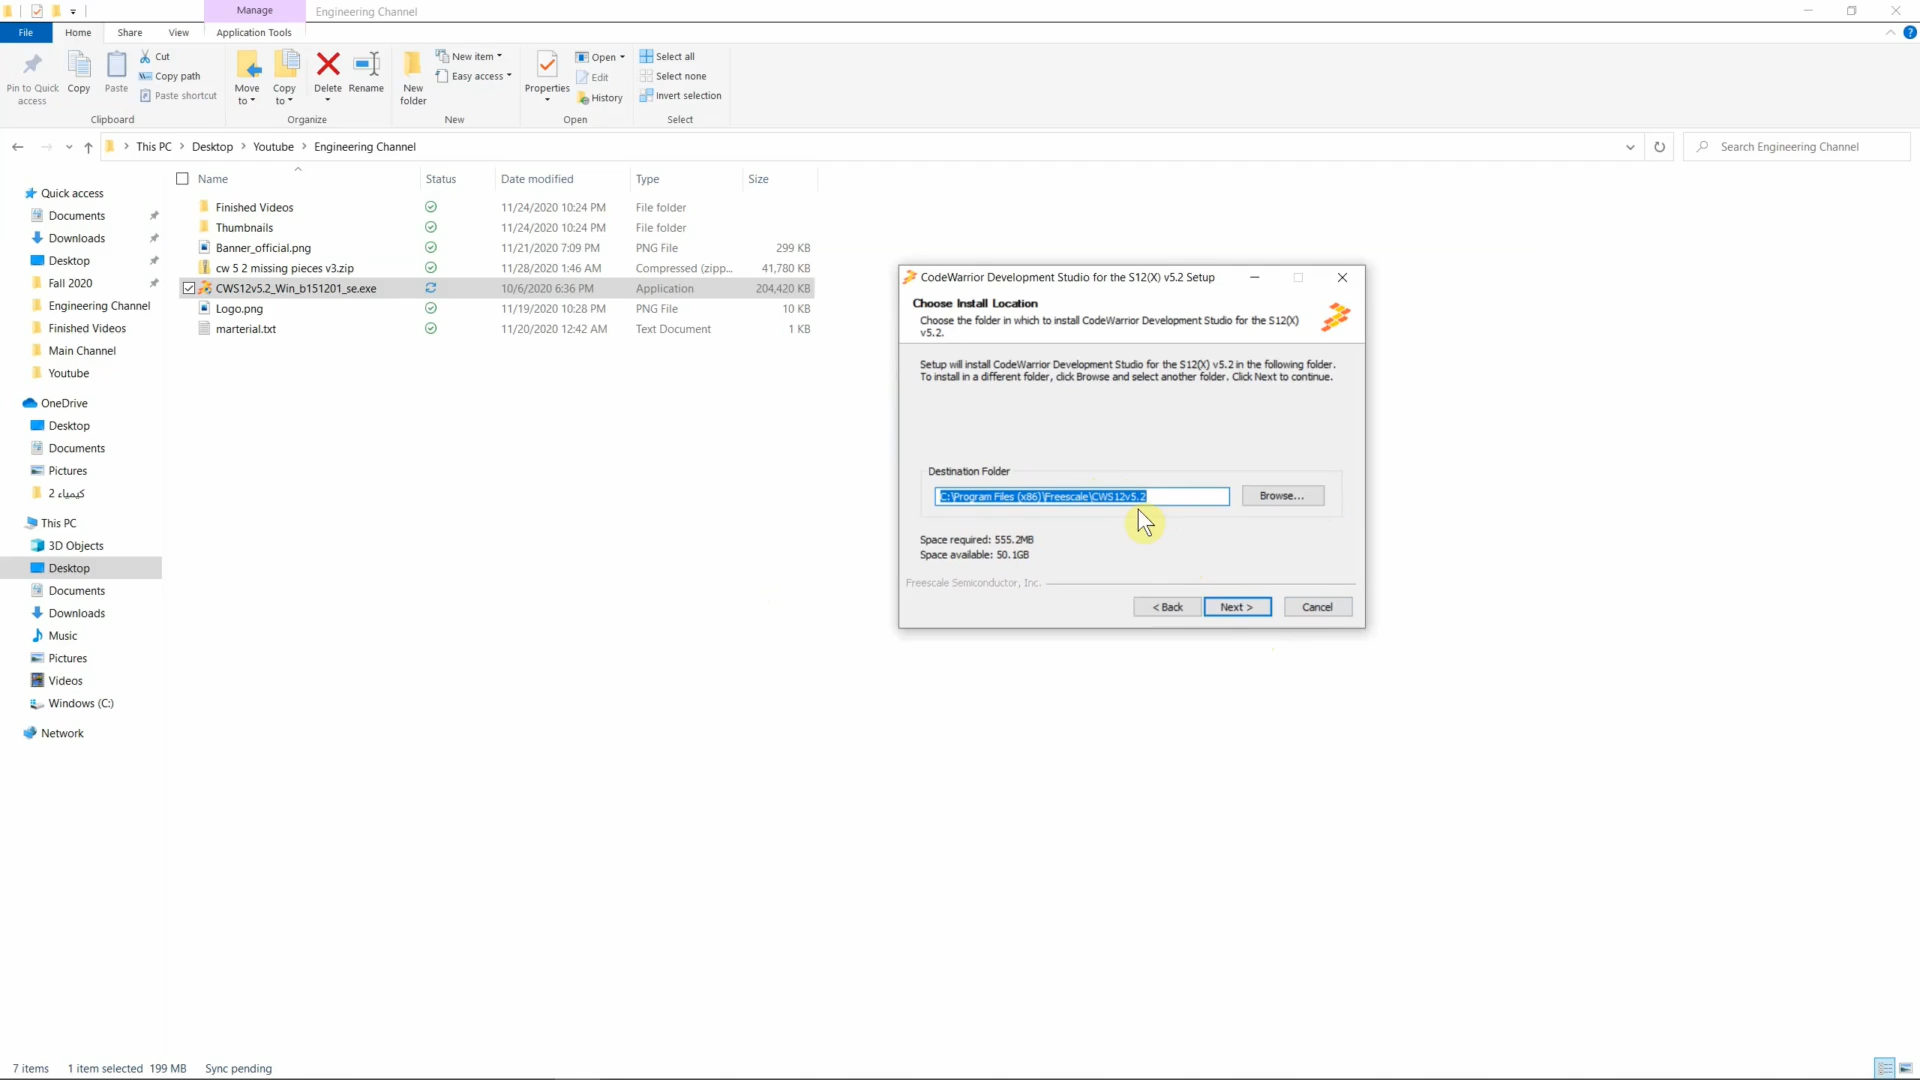 Manage
Engineering Channel
File
Home
Share
View
Application Tools
Pin to Quick access
Copy
Paste
Cut
Copy path
Paste shortcut
Clipboard
Move to
Copy to
Delete
Rename
Organize
New folder
New item
Easy access
New
Properties
Open
Edit
History
Open
Select all
Select none
Invert selection
Select
This PC > Desktop > Youtube > Engineering Channel
Search Engineering Channel
Name Status Date modified Type Size
Finished Videos 11/24/2020 10:24 PM File folder
Thumbnails 11/24/2020 10:24 PM File folder
Banner_official.png 11/21/2020 7:09 PM PNG File 299 KB
cw 5 2 missing pieces v3.zip 11/28/2020 1:46 AM Compressed (zipp... 41,780 KB
CWS12v5.2_Win_b151201_se.exe 10/6/2020 6:36 PM Application 204,420 KB
Logo.png 11/19/2020 10:28 PM PNG File 10 KB
marterial.txt 11/20/2020 12:42 AM Text Document 1 KB
Quick access
Documents
Downloads
Desktop
Fall 2020
Engineering Channel
Finished Videos
Main Channel
Youtube
OneDrive
Desktop
Documents
Pictures
كيمياء 2
This PC
3D Objects
Desktop
Documents
Downloads
Music
Pictures
Videos
Windows (C:)
Network
CodeWarrior Development Studio for the S12(X) v5.2 Setup
Choose Install Location
Choose the folder in which to install CodeWarrior Development Studio for the S12(X)
v5.2.
Setup will install CodeWarrior Development Studio for the S12(X) v5.2 in the following folder.
To install in a different folder, click Browse and select another folder. Click Next to continue.
Destination Folder
C:\Program Files (x86)\Freescale\CWS12v5.2
Browse...
Space required: 555.2MB
Space available: 50.1GB
Freescale Semiconductor, Inc.
< Back
Next >
Cancel
7 items 1 item selected 199 MB Sync pending